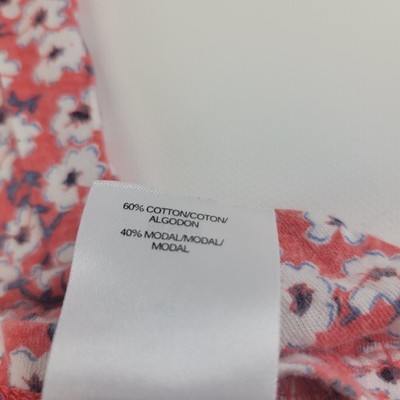 60% COTTON/COTON/
ALGODON
40% MODAL/MODAL/
MODAL